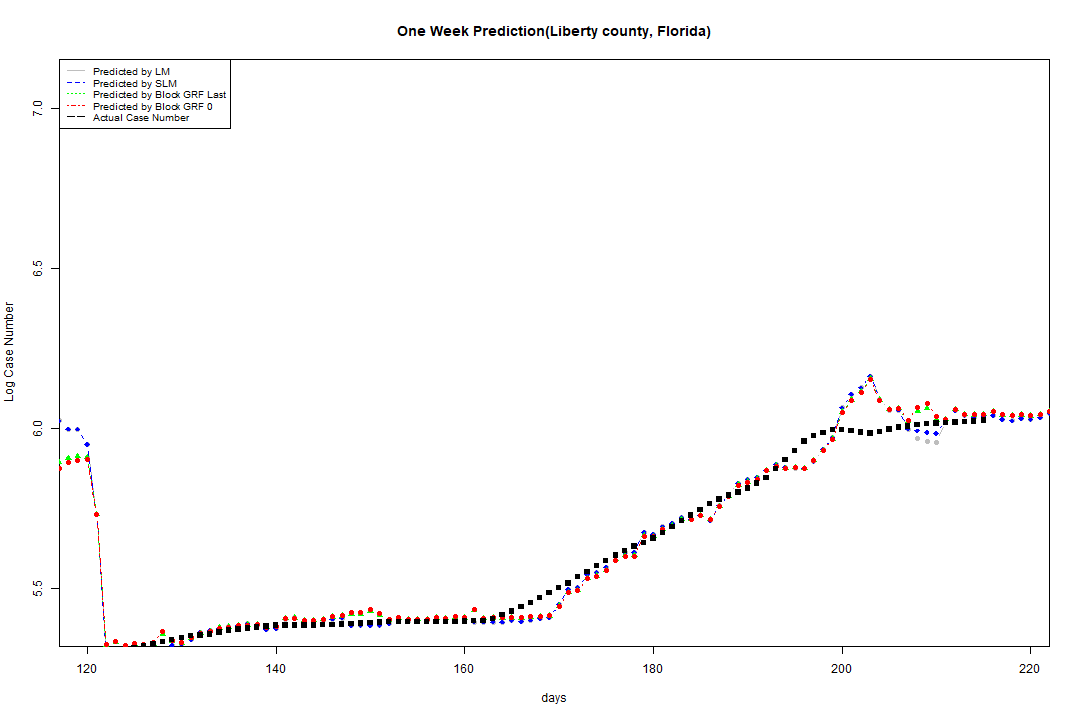 One Week Prediction(Liberty county, Florida)
Predicted by LM
Predicted by SLM
Predicted by Block GRF Last
Predicted by Block GRF 0
Actual Case Number
7.0
6.5
6.0
5.5
Log Case Number
120 140 160 180 200 220
days